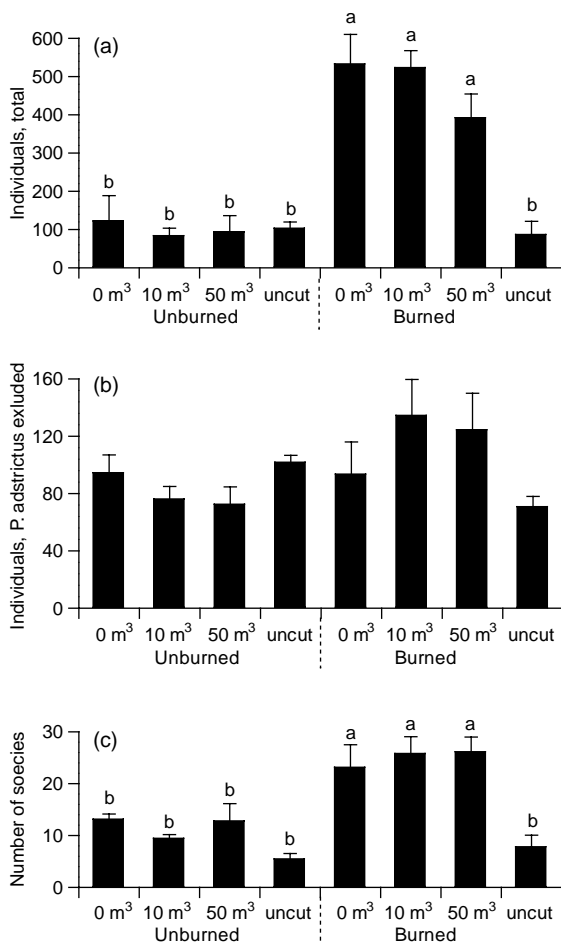 (a)
Individuals, total
600
500
400
300
200
100
0
b
b
b
b
a
a
a
b
0 m³ 10 m³ 50 m³ uncut 0 m³ 10 m³ 50 m³ uncut
Unburned Burned
(b)
Individuals, P. adstrictus exluded
160
120
80
40
0
0 m³ 10 m³ 50 m³ uncut 0 m³ 10 m³ 50 m³ uncut
Unburned Burned
(c)
Number of soecies
30
20
10
0
b
b
b
b
a
a
a
b
0 m³ 10 m³ 50 m³ uncut 0 m³ 10 m³ 50 m³ uncut
Unburned Burned